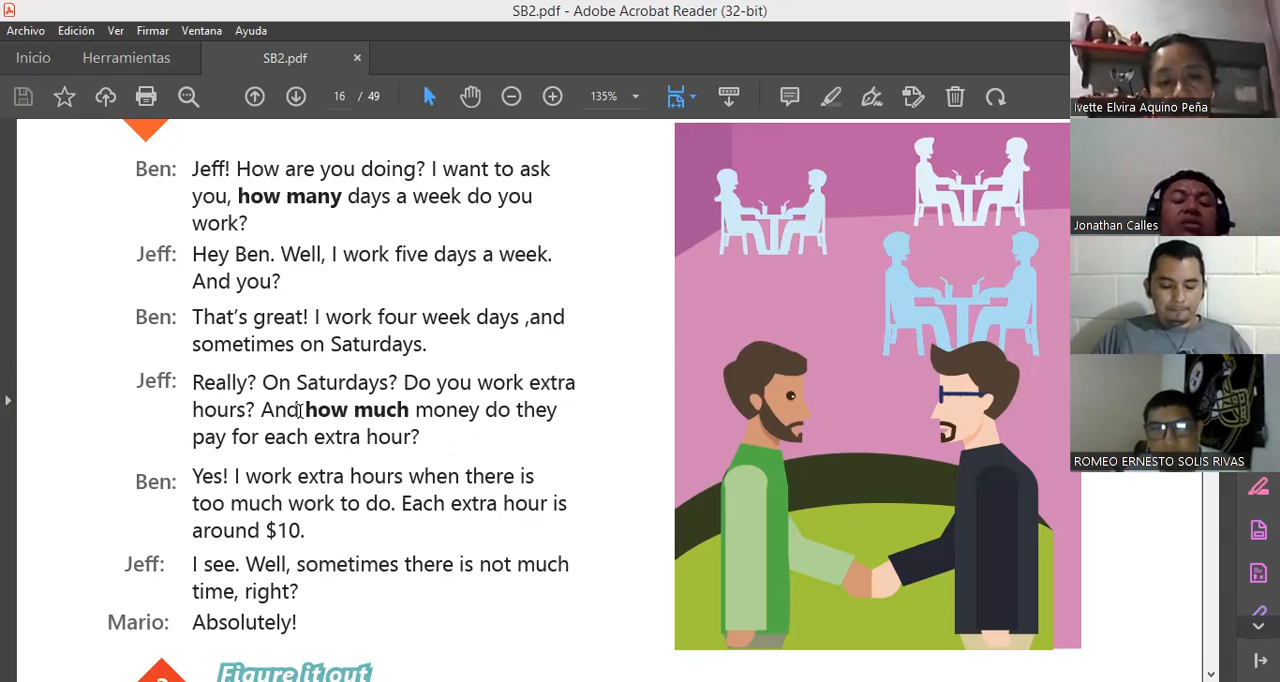 SB2.pdf - Adobe Acrobat Reader (32-bit)
Archivo Edición Ver Firmar Ventana Ayuda
Inicio Herramientas SB2.pdf ×
16 / 49 135%
Ben: Jeff! How are you doing? I want to ask
you, how many days a week do you
work?
Jeff: Hey Ben. Well, I work five days a week.
And you?
Ben: That's great! I work four week days ,and
sometimes on Saturdays.
Jeff: Really? On Saturdays? Do you work extra
hours? And how much money do they
pay for each extra hour?
Ben: Yes! I work extra hours when there is
too much work to do. Each extra hour is
around $10.
Jeff: I see. Well, sometimes there is not much
time, right?
Mario: Absolutely!
Figure it out
Ivette Elvira Aquino Peña
Jonathan Calles
ROMEO ERNESTO SOLIS RIVAS